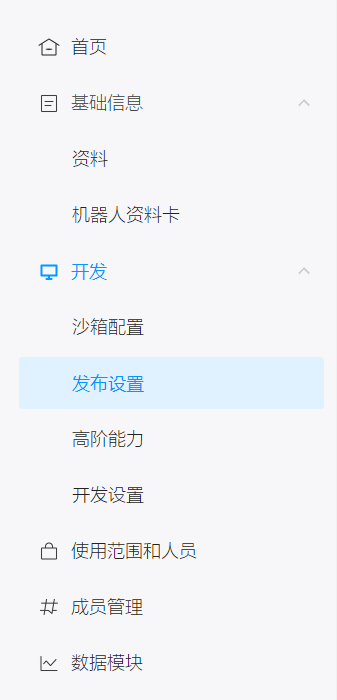 首页
基础信息
资料
机器人资料卡
开发
沙箱配置
发布设置
高阶能力
开发设置
使用范围和人员
成员管理
数据模块